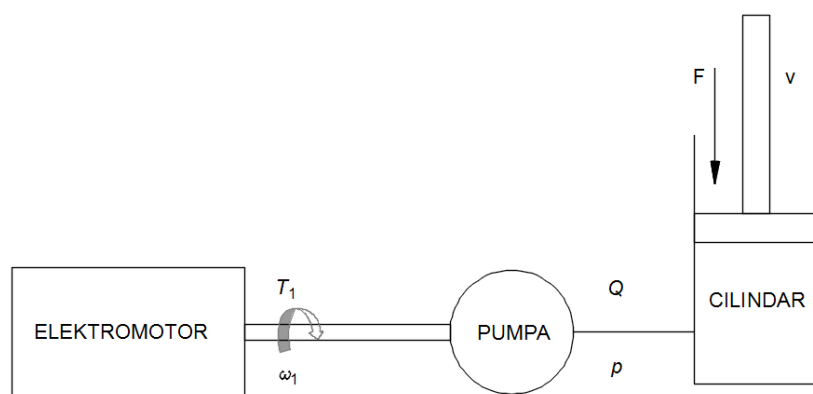 F
v
T1
Q
CILINDAR
ELEKTROMOTOR
PUMPA
ω1
p